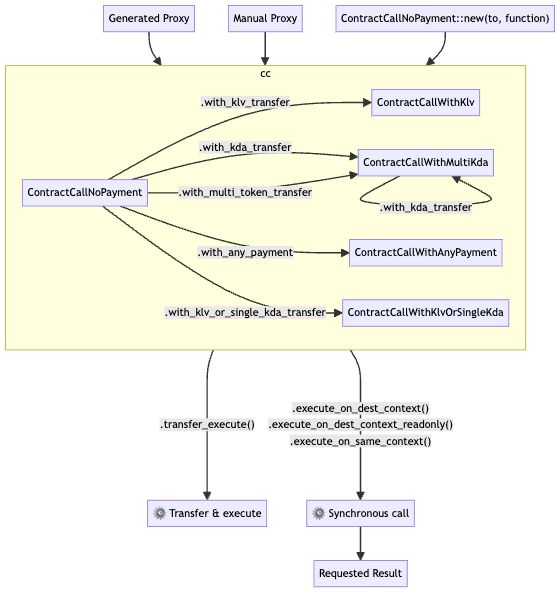 Generated Proxy
Manual Proxy
ContractCallNoPayment::new(to, function)
cc
.with_klv_transfer
ContractCallWithKlv
.with_kda_transfer
ContractCallWithMultiKda
ContractCallNoPayment
.with_multi_token_transfer
.with_kda_transfer
.with_any_payment
ContractCallWithAnyPayment
.with_klv_or_single_kda_transfer
ContractCallWithKlvOrSingleKda
.transfer_execute()
.execute_on_dest_context()
.execute_on_dest_context_readonly()
.execute_on_same_context()
Transfer & execute
Synchronous call
Requested Result